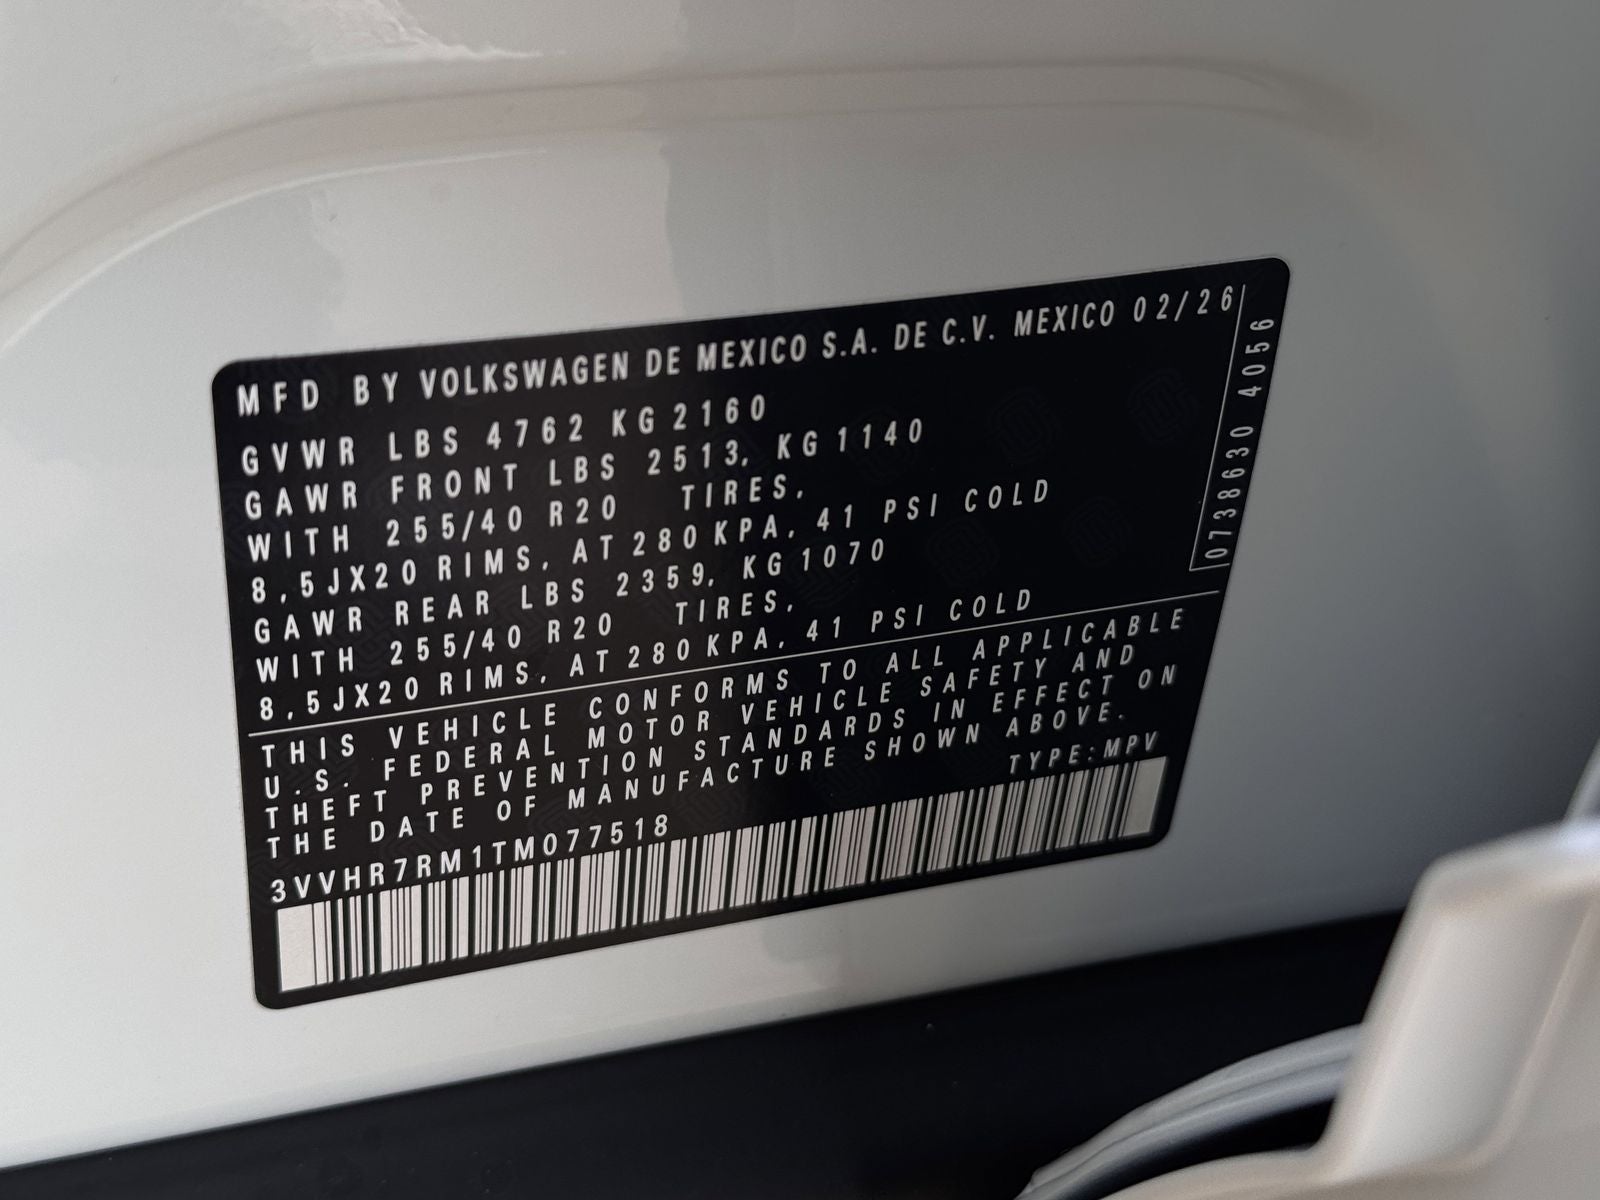 MFD BY VOLKSWAGEN DE MEXICO S.A. DE C.V. MEXICO 02/26
GVWR LBS 4762 KG 2160
GAWR FRONT LBS 2513, KG 1140
WITH 255/40 R20 TIRES,
8,5JX20 RIMS, AT 280 KPA, 41 PSI COLD
GAWR REAR LBS 2359, KG 1070
WITH 255/40 R20 TIRES,
8,5JX20 RIMS, AT 280 KPA, 41 PSI COLD
THIS VEHICLE CONFORMS TO ALL APPLICABLE
U.S. FEDERAL MOTOR VEHICLE SAFETY AND
THEFT PREVENTION STANDARDS IN EFFECT ON
THE DATE OF MANUFACTURE SHOWN ABOVE.
TYPE:MPV
3VVHR7RM1TM077518
0738630 4056